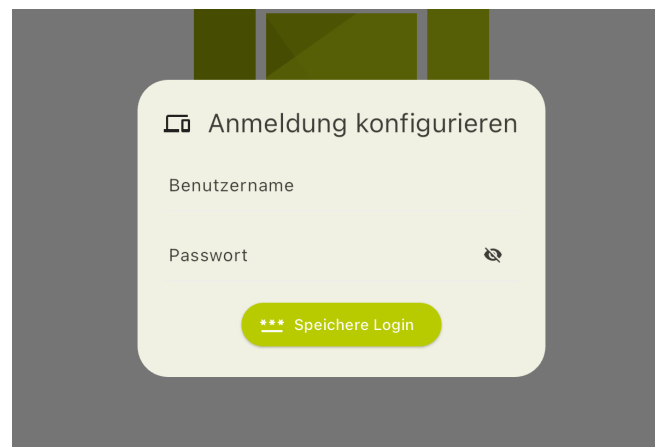 Anmeldung konfigurieren
Benutzername
Passwort
*** Speichere Login